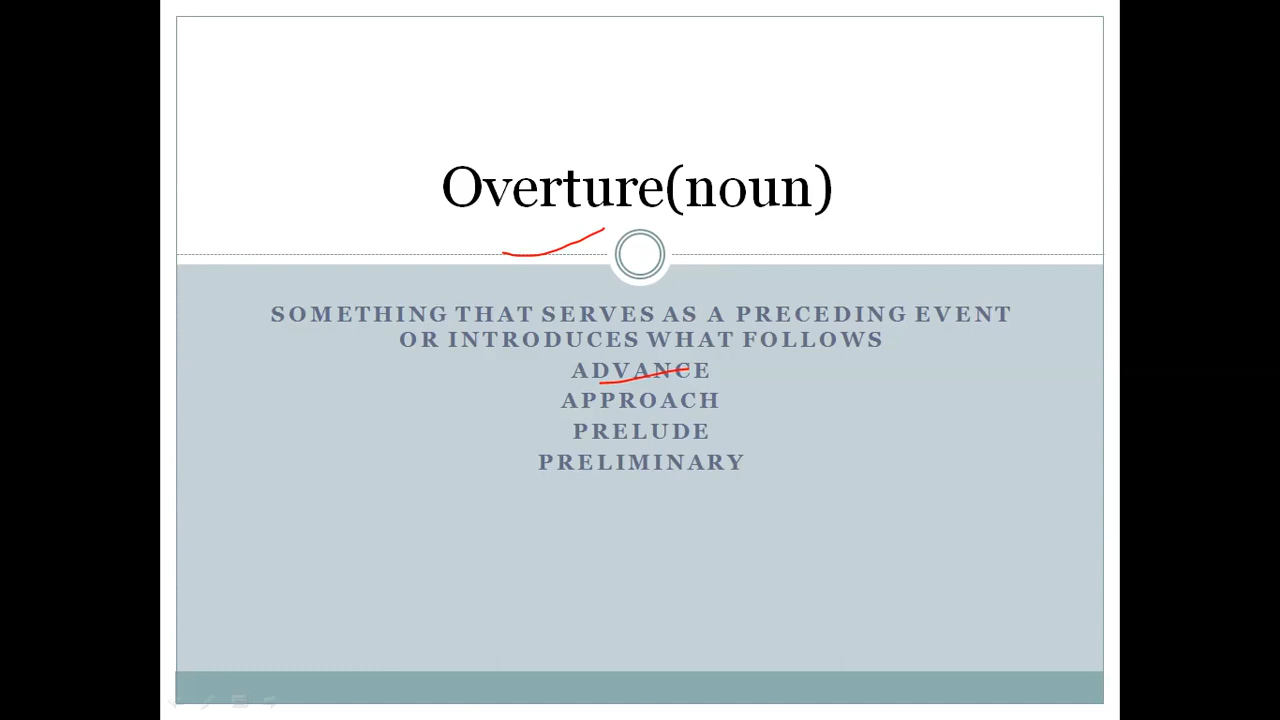 Overture(noun)
SOMETHING THAT SERVES AS A PRECEDING EVENT
OR INTRODUCES WHAT FOLLOWS
ADVANCE
APPROACH
PRELUDE
PRELIMINARY